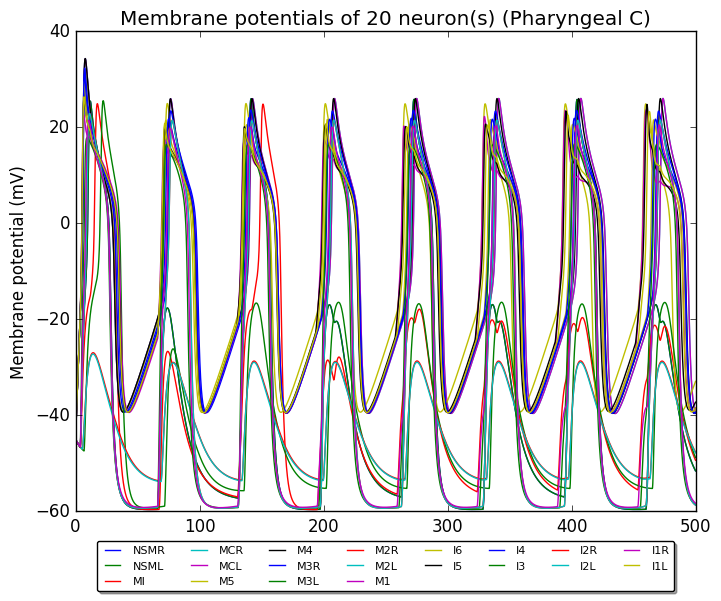 Membrane potentials of 20 neuron(s) (Pharyngeal C)
Membrane potential (mV)
40
20
0
−20
−40
−60
0 100 200 300 400 500
NSMR MCR M4 M2R I6 I4 I2R I1R
NSML MCL M3R M2L I5 I3 I2L I1L
MI M5 M3L M1